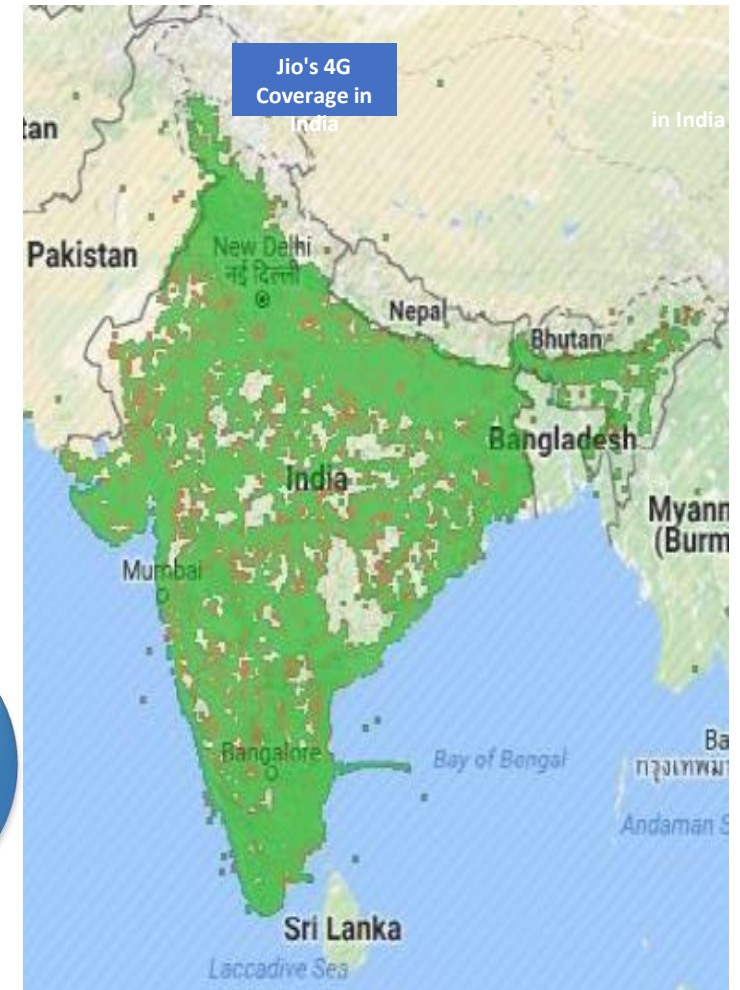 Jio's 4G
Coverage in
India
in India
tan
Pakistan
New Delhi
नई दिल्ली
Nepal
Bhutan
Bangladesh
India
Myann
(Burm
Mumbai
Bangalore
Bay of Bengal
Ba
Andaman S
Sri Lanka
Laccadive Sea